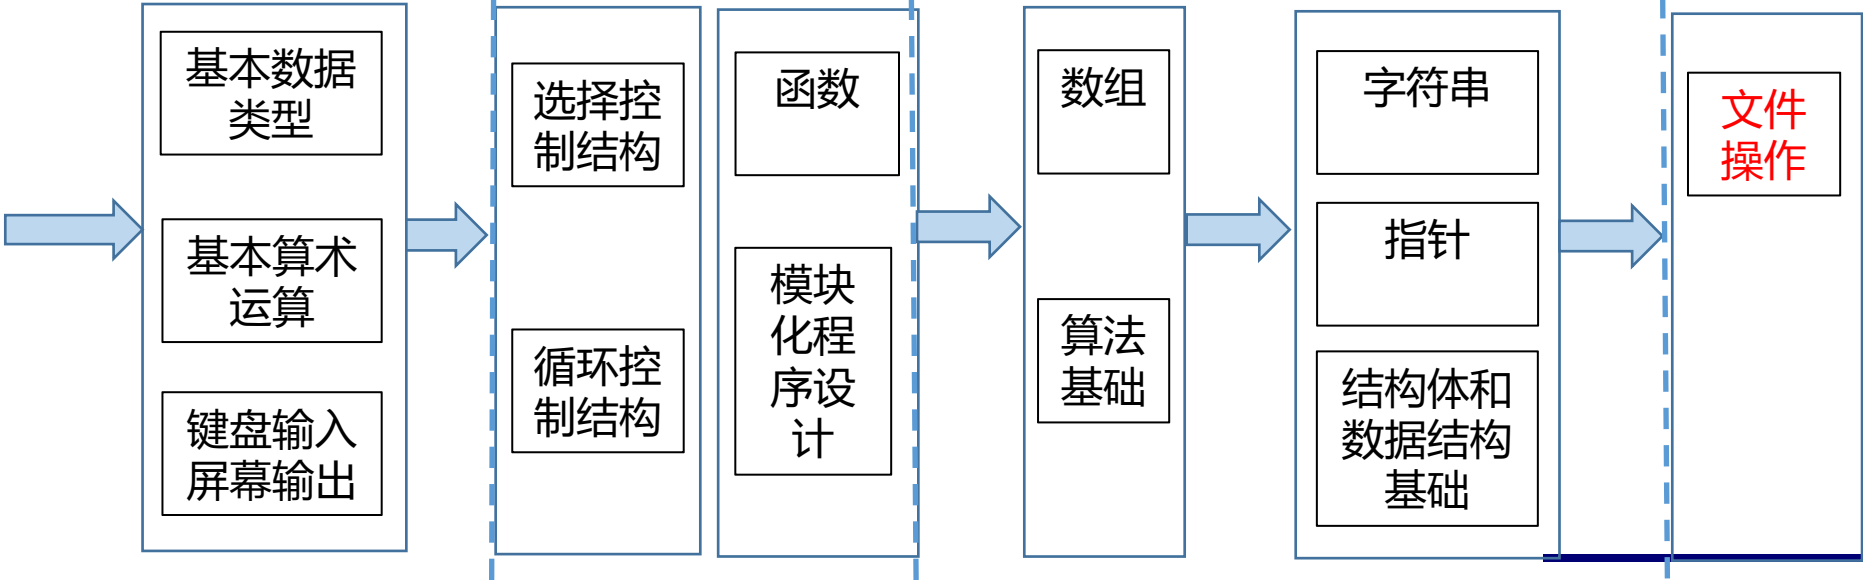 基本数据
类型
基本算术
运算
键盘输入
屏幕输出
选择控
制结构
循环控
制结构
函数
模块
化程
序设
计
数组
算法
基础
字符串
指针
结构体和
数据结构
基础
文件
操作